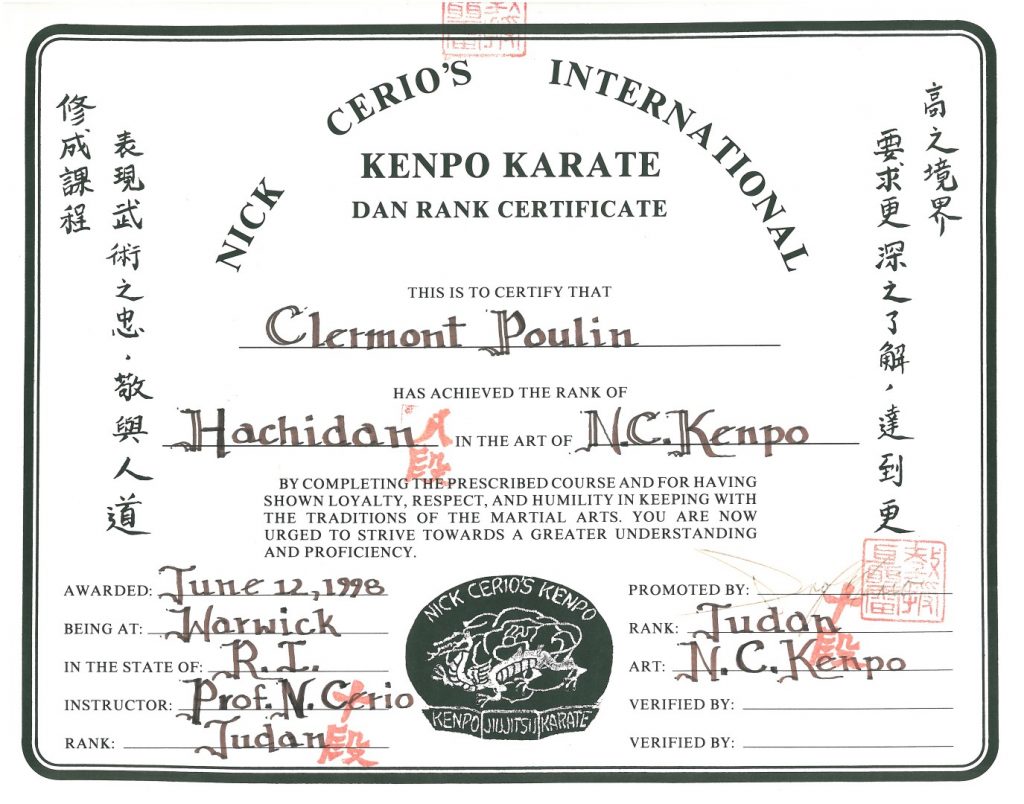 NICK CERIO'S INTERNATIONAL
KENPO KARATE
DAN RANK CERTIFICATE
高之境界
要求更深之了解，達到更
表現武術之忠，敬與人道
修成課程
THIS IS TO CERTIFY THAT
Clermont Poulin
HAS ACHIEVED THE RANK OF
Hachidan 八段 IN THE ART OF N.C.Kenpo
BY COMPLETING THE PRESCRIBED COURSE AND FOR HAVING
SHOWN LOYALTY, RESPECT, AND HUMILITY IN KEEPING WITH
THE TRADITIONS OF THE MARTIAL ARTS. YOU ARE NOW
URGED TO STRIVE TOWARDS A GREATER UNDERSTANDING
AND PROFICIENCY.
AWARDED: June 12, 1998
BEING AT: Warwick
IN THE STATE OF: R.I.
INSTRUCTOR: Prof. N. Cerio
RANK: Judan 十段
NICK CERIO'S KENPO
KENPO JIUJITSU KARATE
PROMOTED BY:
RANK: Judan 十段
ART: N.C.Kenpo
VERIFIED BY:
VERIFIED BY: